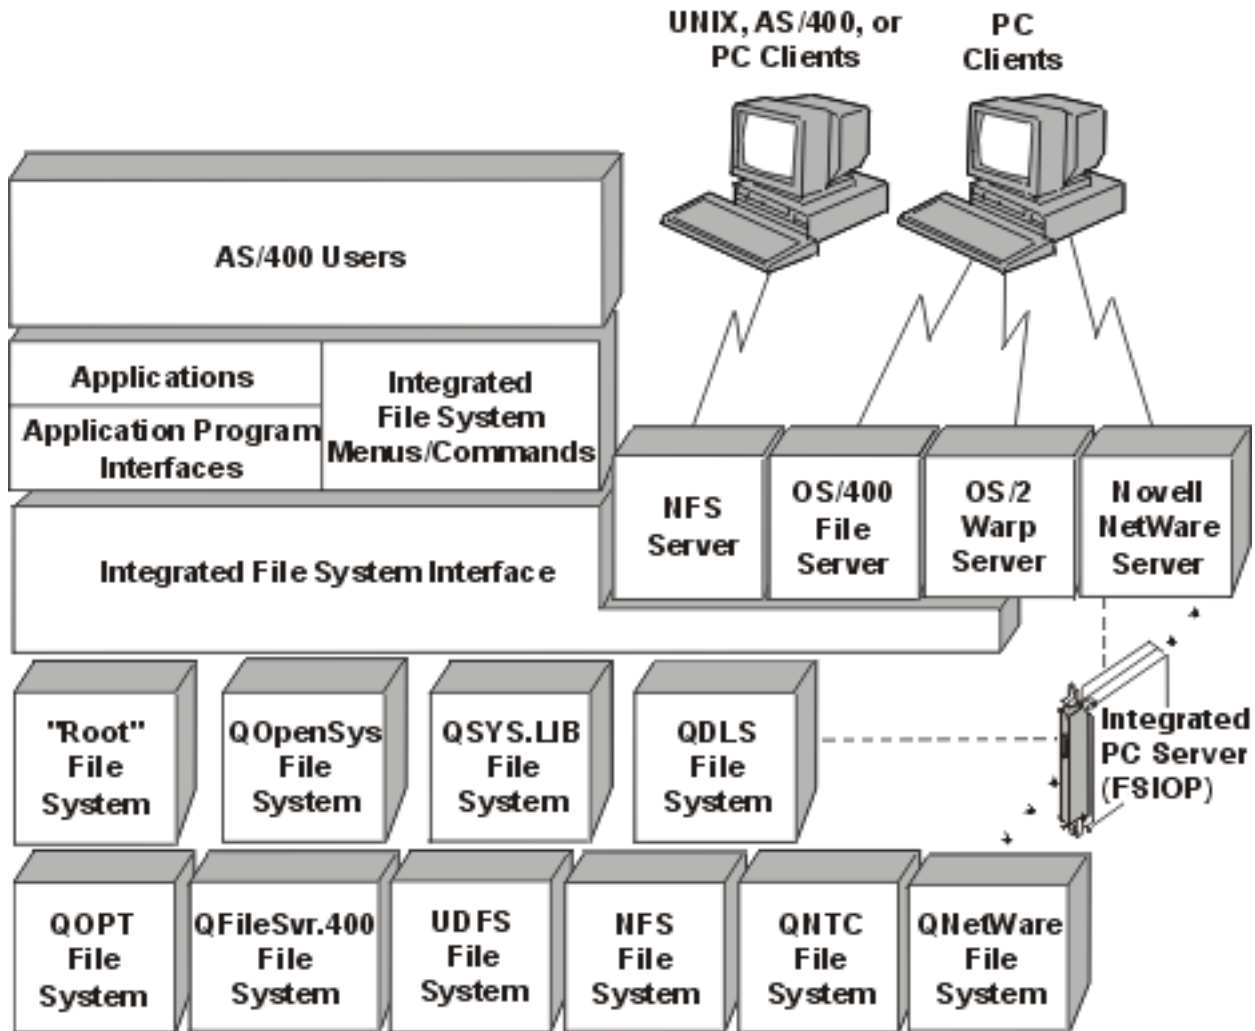 UNIX, AS/400, or
PC Clients
PC
Clients
AS/400 Users
Applications
Application Program
Interfaces
Integrated
File System
Menus/Commands
NFS
Server
OS/400
File
Server
OS/2
Warp
Server
Novell
NetWare
Server
Integrated File System Interface
"Root"
File
System
QOpenSys
File
System
QSYS.LIB
File
System
QDLS
File
System
Integrated
PC Server
(FSIOP)
QOPT
File
System
QFileSvr.400
File
System
UDFS
File
System
NFS
File
System
QNTC
File
System
QNetWare
File
System